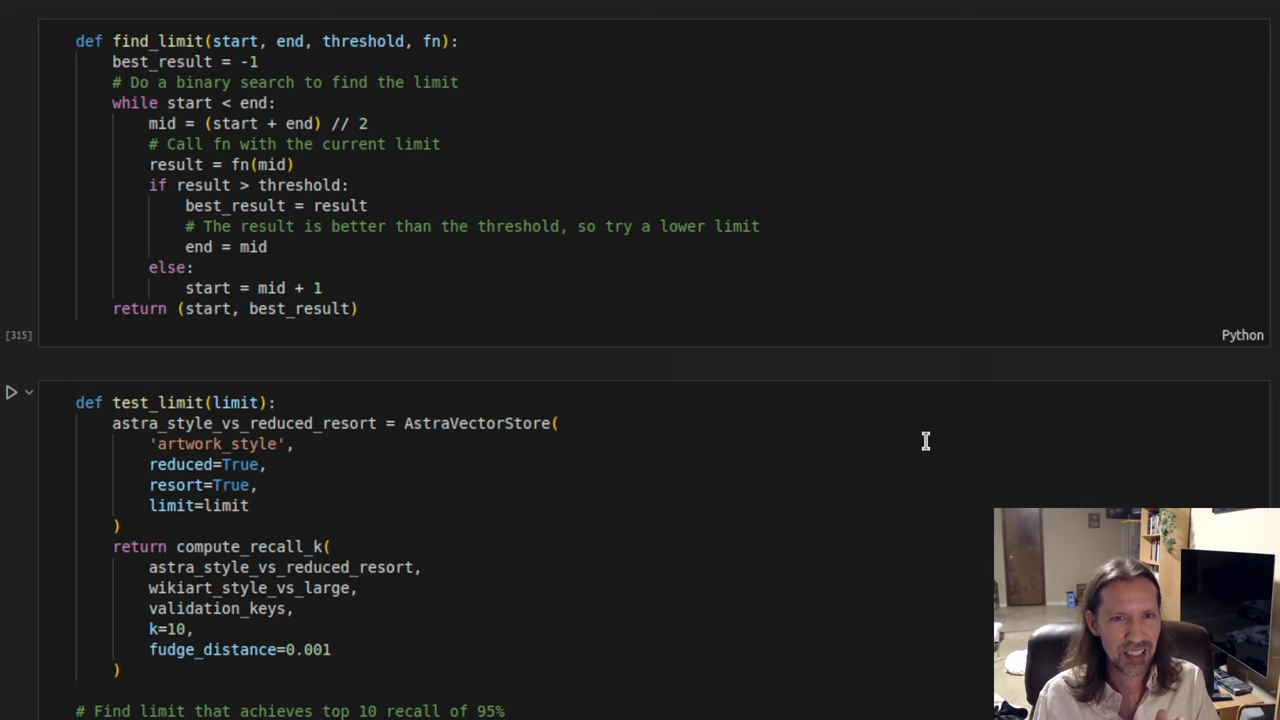 def find_limit(start, end, threshold, fn):
best_result = -1
# Do a binary search to find the limit
while start < end:
mid = (start + end) // 2
# Call fn with the current limit
result = fn(mid)
if result > threshold:
best_result = result
# The result is better than the threshold, so try a lower limit
end = mid
else:
start = mid + 1
return (start, best_result)
[315]
Python
def test_limit(limit):
astra_style_vs_reduced_resort = AstraVectorStore(
'artwork_style',
reduced=True,
resort=True,
limit=limit
)
return compute_recall_k(
astra_style_vs_reduced_resort,
wikiart_style_vs_large,
validation_keys,
k=10,
fudge_distance=0.001
)
# Find limit that achieves top 10 recall of 95%